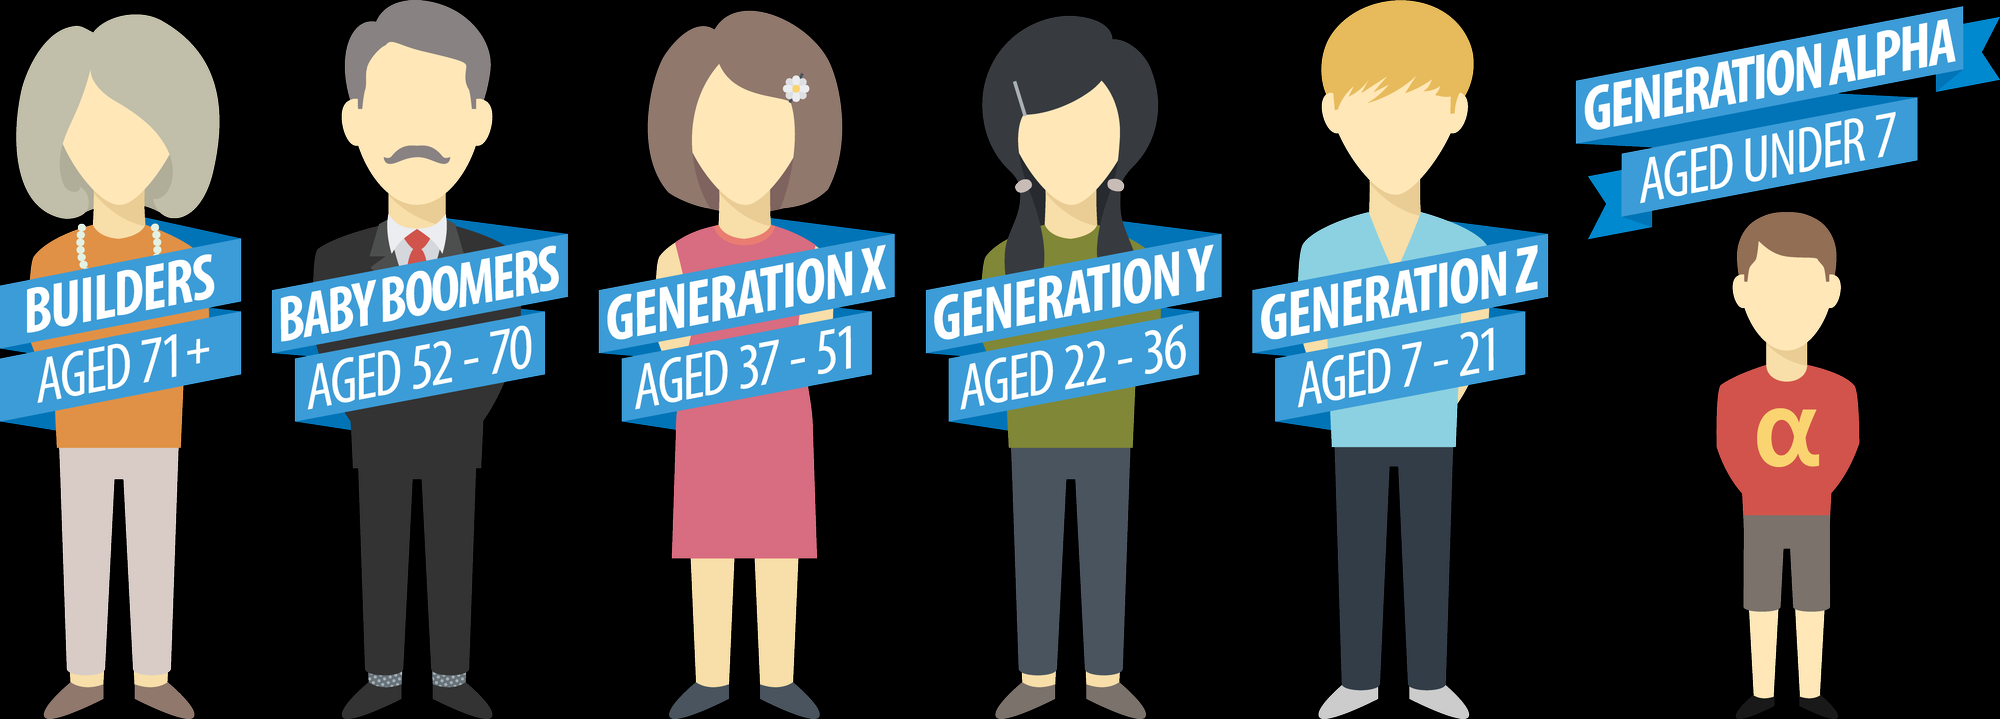 BUILDERS
AGED 71+
BABY BOOMERS
AGED 52 – 70
GENERATION X
AGED 37 – 51
GENERATION Y
AGED 22 – 36
GENERATION Z
AGED 7 – 21
GENERATION ALPHA
AGED UNDER 7
α